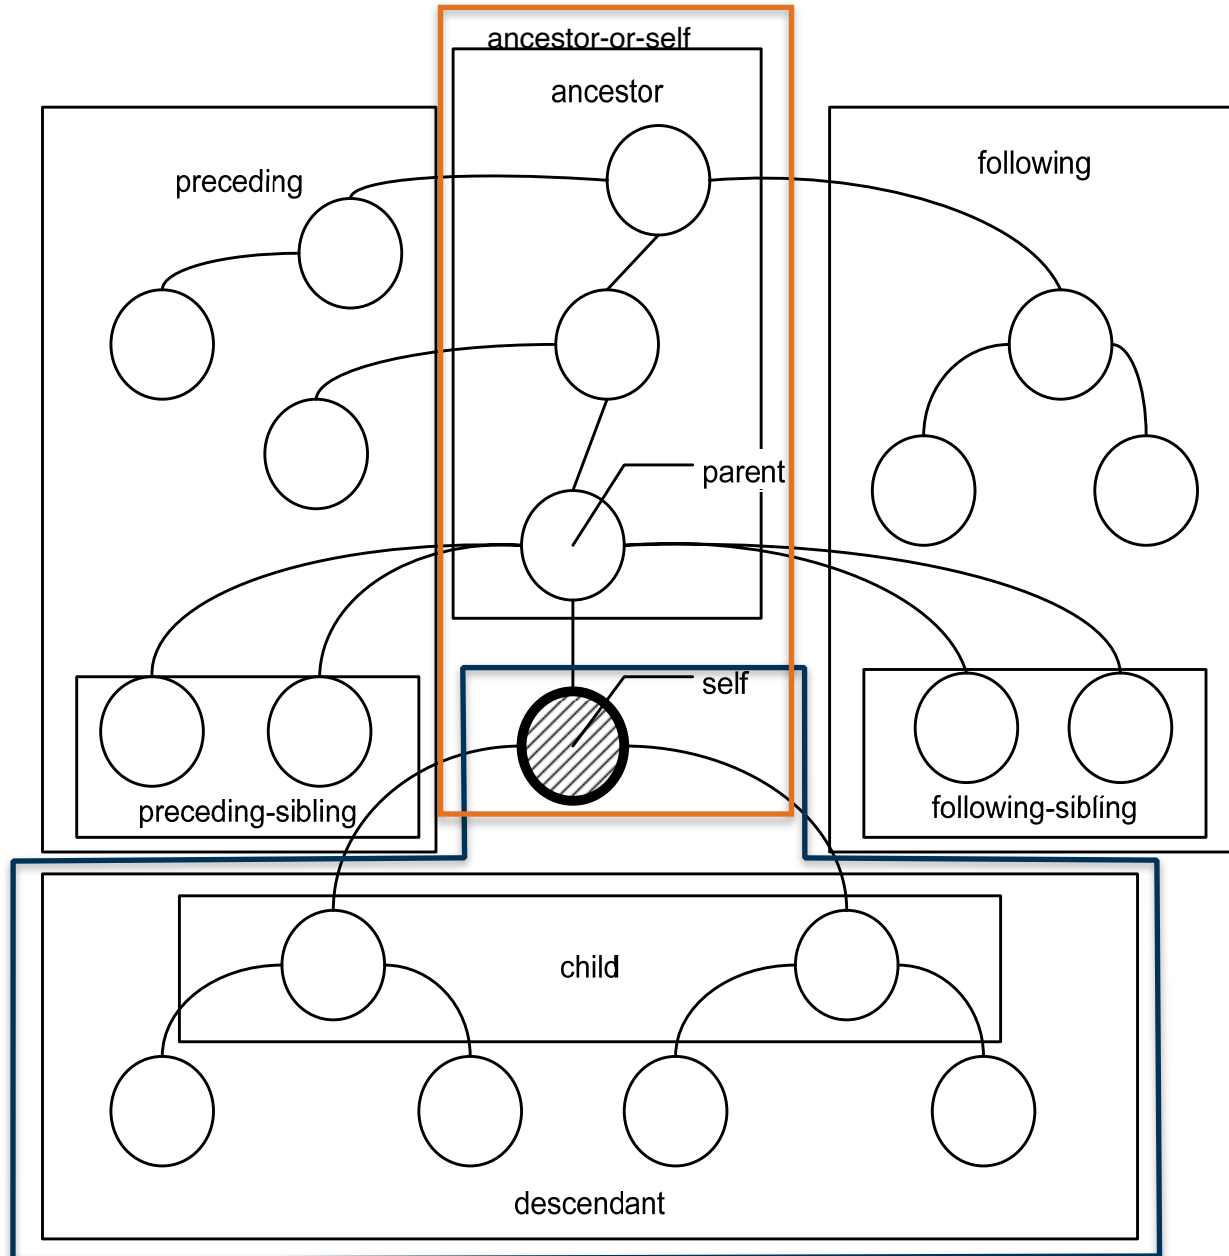 ancestor-or-self
ancestor
preceding
following
parent
self
preceding-sibling
following-sibling
child
descendant